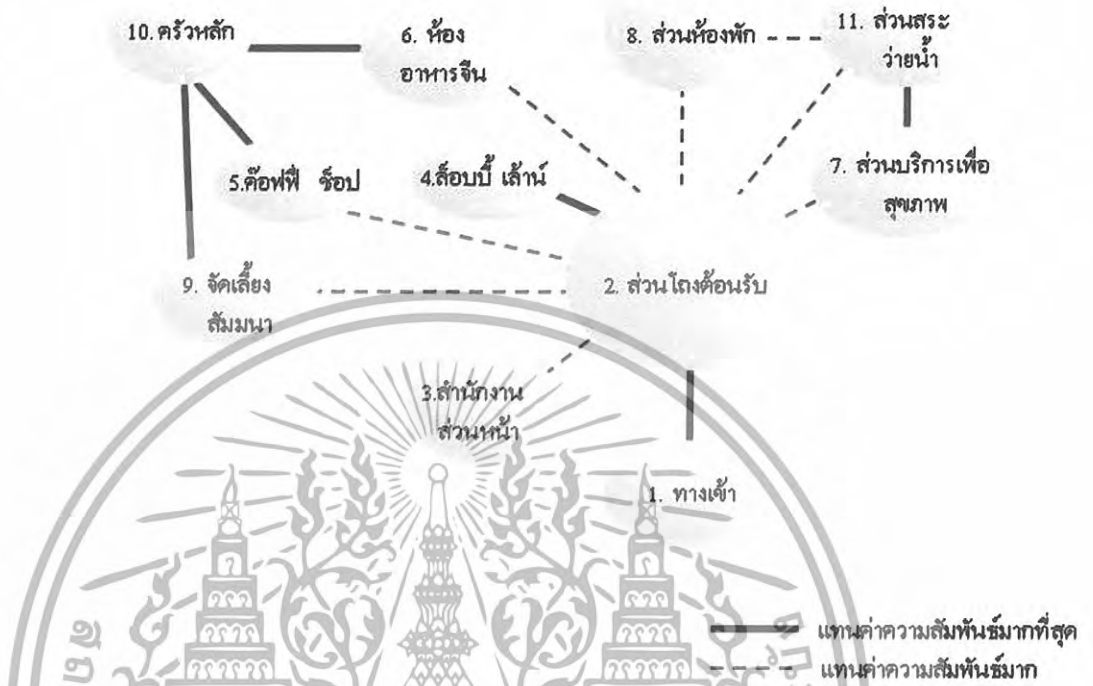 10. ครัวหลัก
6. ห้อง
อาหารจีน
8. ส่วนห้องพัก
11. ส่วนสระ
ว่ายน้ำ
5.ค๊อฟฟี่ ช็อป
4.ล็อบบี้ เล้าน์
7. ส่วนบริการเพื่อ
สุขภาพ
9. จัดเลี้ยง
สัมมนา
2. ส่วนโถงต้อนรับ
3.สำนักงาน
ส่วนหน้า
1. ทางเข้า
แทนค่าความสัมพันธ์มากที่สุด
แทนค่าความสัมพันธ์มาก